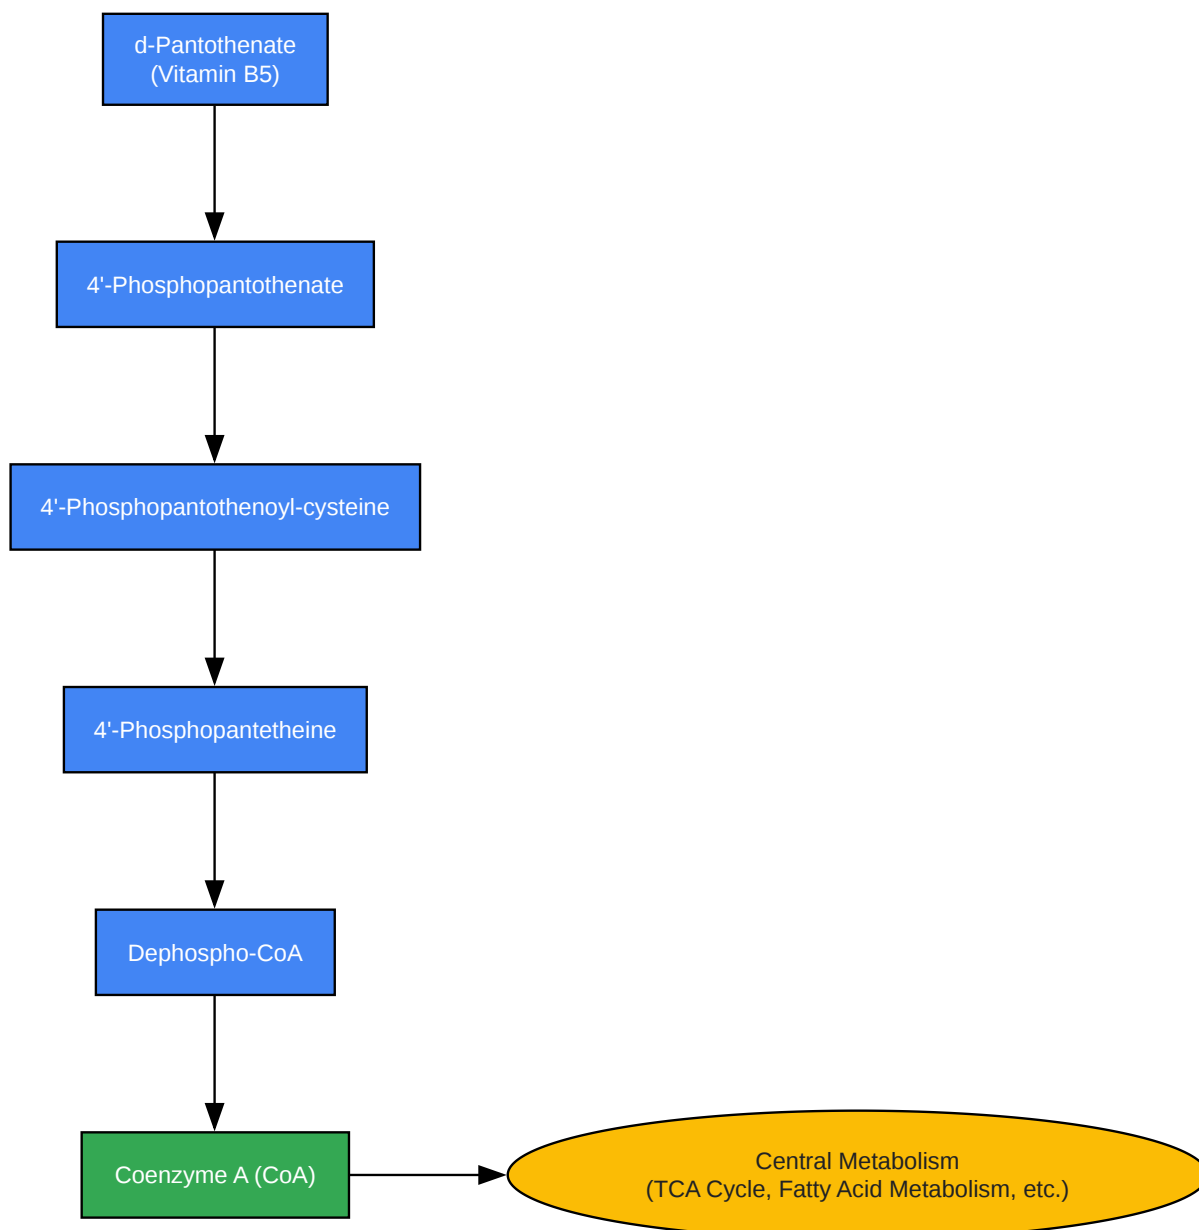 d-Pantothenate
(Vitamin B5)
4'-Phosphopantothenate
4'-Phosphopantothenoyl-cysteine
4'-Phosphopantetheine
Dephospho-CoA
Coenzyme A (CoA)
Central Metabolism
(TCA Cycle, Fatty Acid Metabolism, etc.)